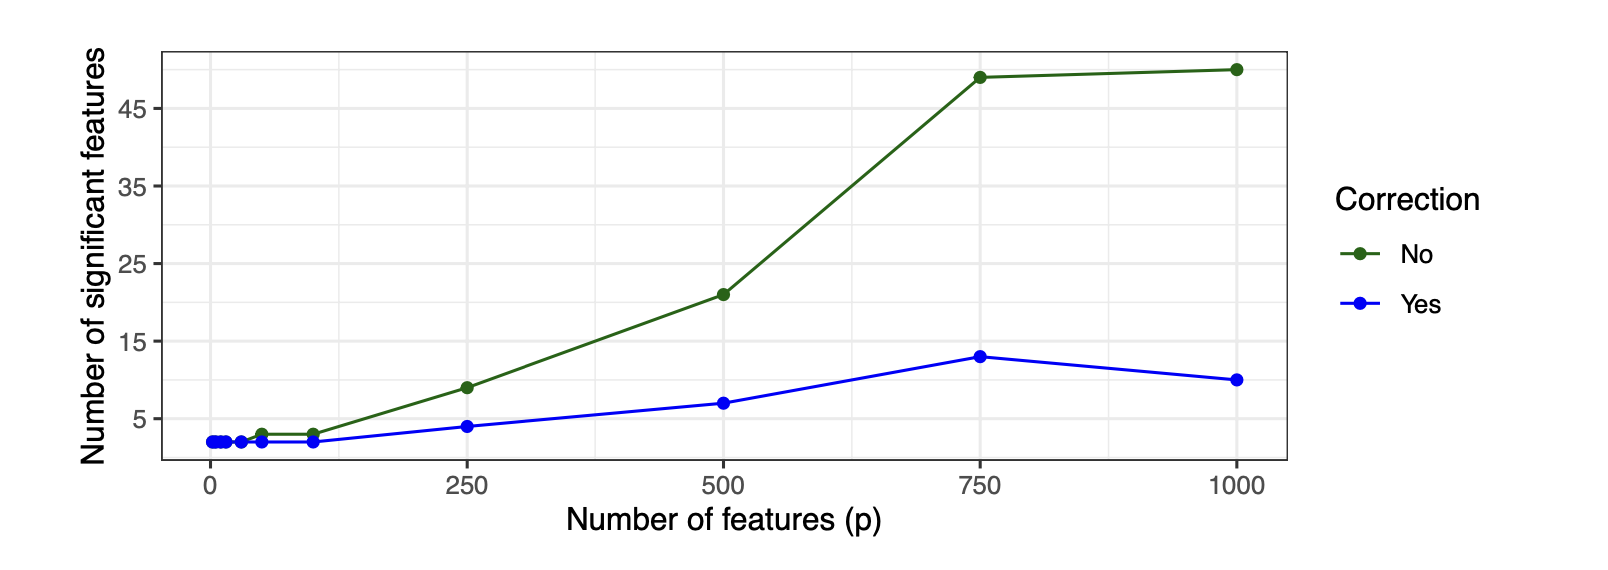 Number of significant features
45
35
25
15
5
0 250 500 750 1000
Number of features (p)
Correction
No
Yes